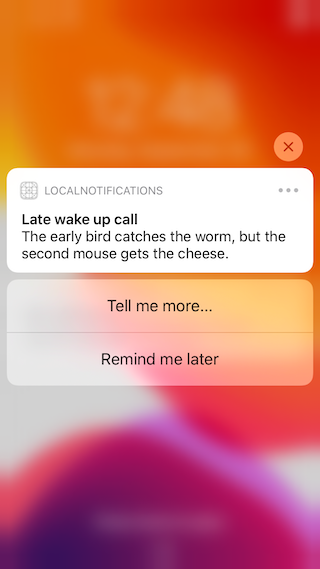 LOCALNOTIFICATIONS
Late wake up call
The early bird catches the worm, but the
second mouse gets the cheese.
Tell me more...
Remind me later